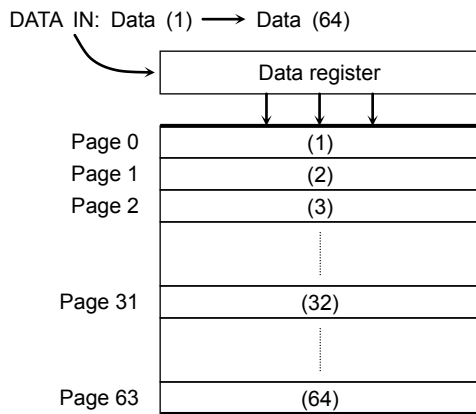 DATA IN: Data (1) Data (64)
Data register
Page 0 (1)
Page 1 (2)
Page 2 (3)
Page 31 (32)
Page 63 (64)